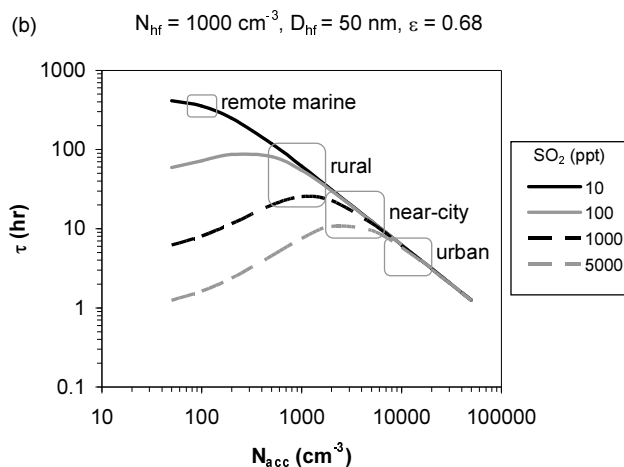 (b)
N_hf = 1000 cm⁻³, D_hf = 50 nm, ε = 0.68
1000
100
10
1
0.1
τ (hr)
remote marine
rural
near-city
urban
10
100
1000
10000
100000
N_acc (cm⁻³)
SO₂ (ppt)
10
100
1000
5000